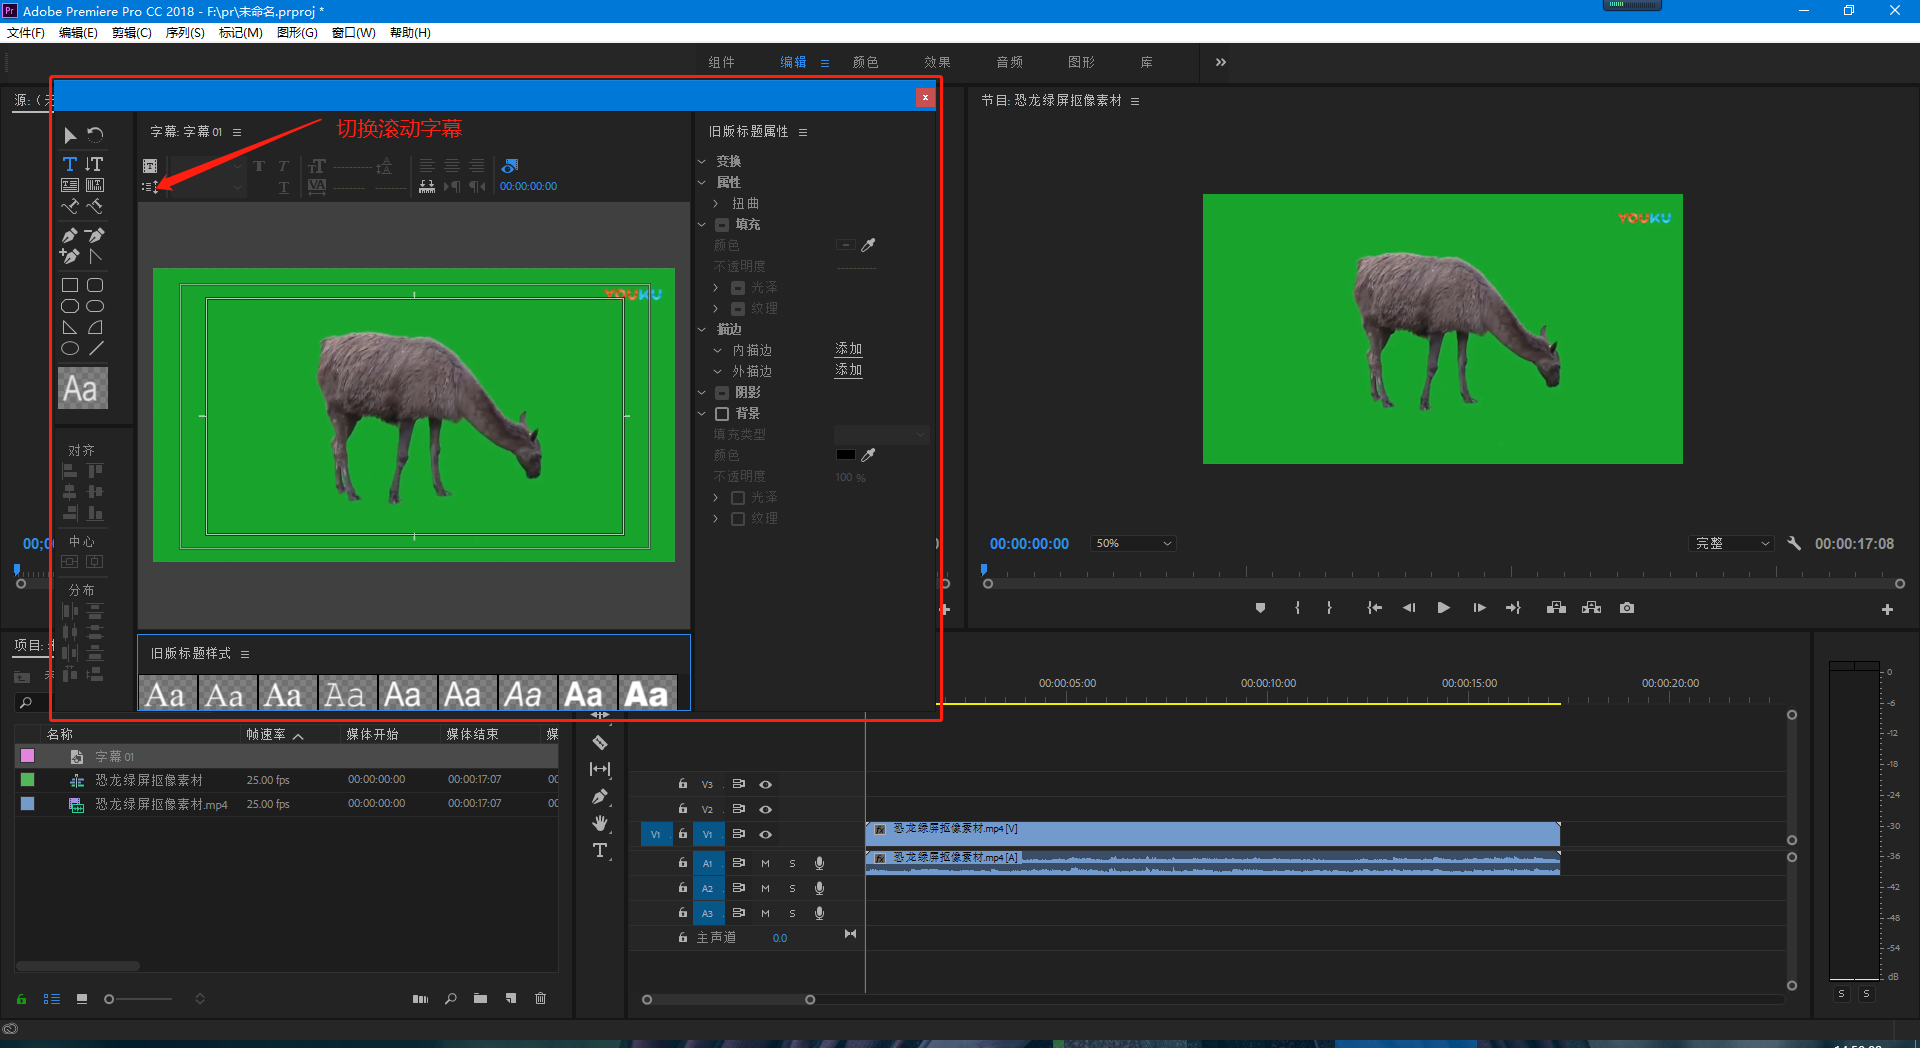 Pr Adobe Premiere Pro CC 2018 - F:\pr\未命名.prproj *
文件(F) 编辑(E) 剪辑(C) 序列(S) 标记(M) 图形(G) 窗口(W) 帮助(H)
组件 编辑 颜色 效果 音频 图形 库
源:
节目: 恐龙绿屏抠像素材
切换滚动字幕
字幕: 字幕 01
00:00:00:00
旧版标题属性
变换
属性
扭曲
填充
颜色
不透明度
光泽
纹理
描边
内描边 添加
外描边 添加
阴影
背景
填充类型
颜色
不透明度 100 %
光泽
纹理
YOUKU
YOUKU
Aa
对齐
中心
分布
旧版标题样式
Aa Aa Aa Aa Aa Aa Aa Aa Aa
00:00:00:00 50% 完整 00:00:17:08
项目:
名称 帧速率 媒体开始 媒体结束 媒
字幕 01
恐龙绿屏抠像素材 25.00 fps 00:00:00:00 00:00:17:07 00
恐龙绿屏抠像素材.mp4 25.00 fps 00:00:00:00 00:00:17:07 00
00:00:05:00 00:00:10:00 00:00:15:00 00:00:20:00
V3
V2
V1 V1 恐龙绿屏抠像素材.mp4 [V]
A1 M S 恐龙绿屏抠像素材.mp4 [A]
A2 M S
A3 M S
主声道 0.0
0
-6
-12
-18
-24
-30
-36
-42
-48
-54
dB
S S